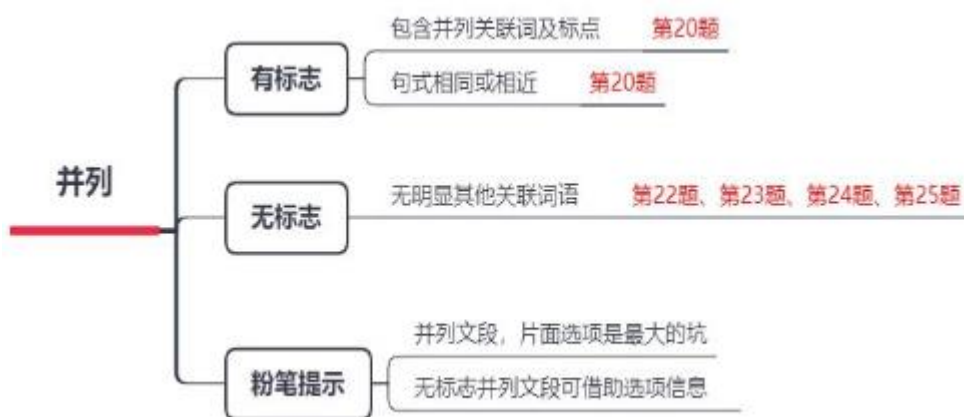 并列
有标志
包含并列关联词及标点 第20题
句式相同或相近 第20题
无标志
无明显其他关联词语 第22题、第23题、第24题、第25题
粉笔提示
并列文段，片面选项是最大的坑
无标志并列文段可借助选项信息